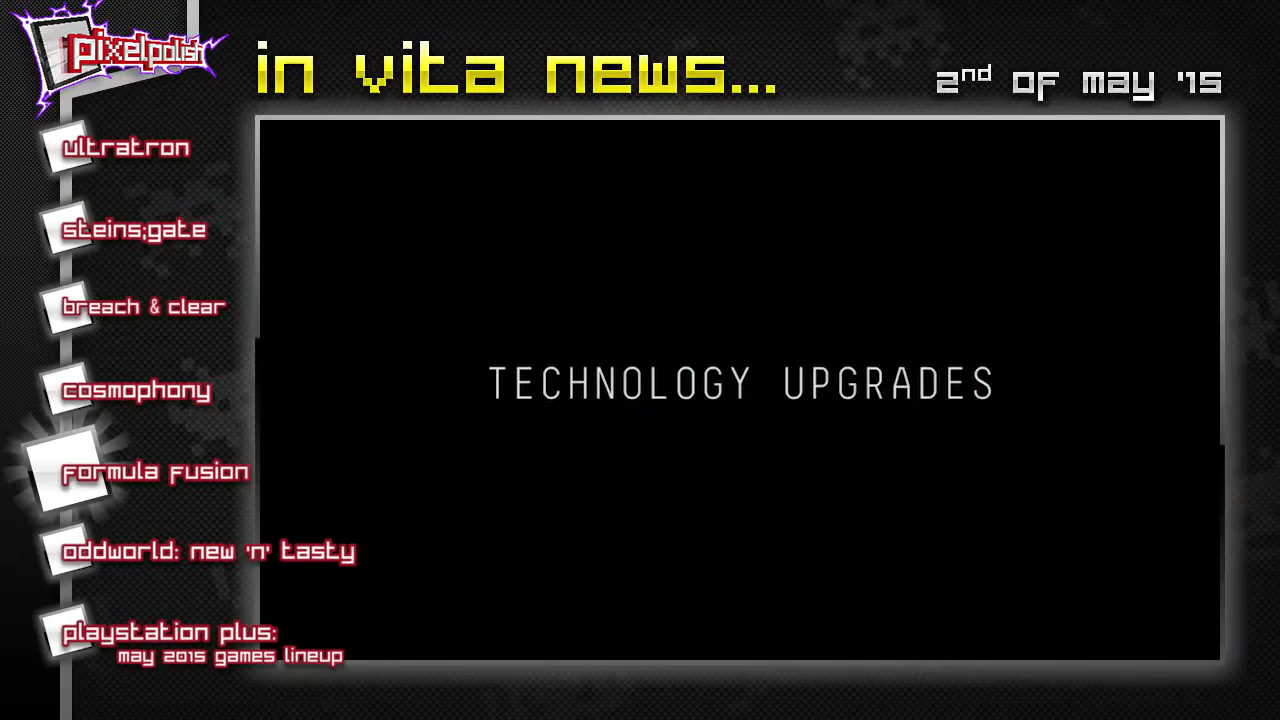 pixelpolish
in vita news...
2nd of may '15
ultratron
steins;gate
breach & clear
cosmophony
formula fusion
oddworld: new 'n' tasty
playstation plus:
may 2015 games lineup
TECHNOLOGY UPGRADES